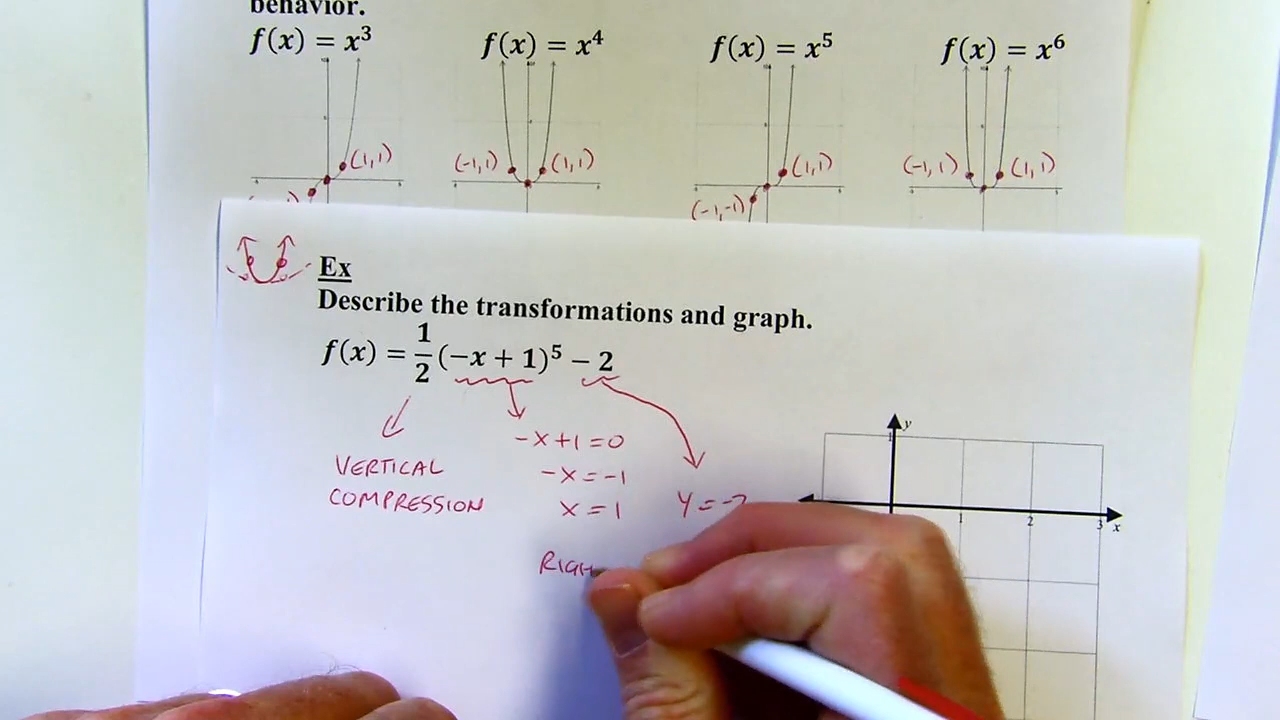 behavior.
f(x) = x³ f(x) = x⁴ f(x) = x⁵ f(x) = x⁶
(1,1) (-1,1) (1,1) (1,1) (-1,1) (1,1)
(-1,-1)
Ex
Describe the transformations and graph.
f(x) = 1/2 (−x + 1)⁵ − 2
-x+1=0
VERTICAL -x=-1
COMPRESSION x=1 y=-2
RIGH
y
1 2 3 x